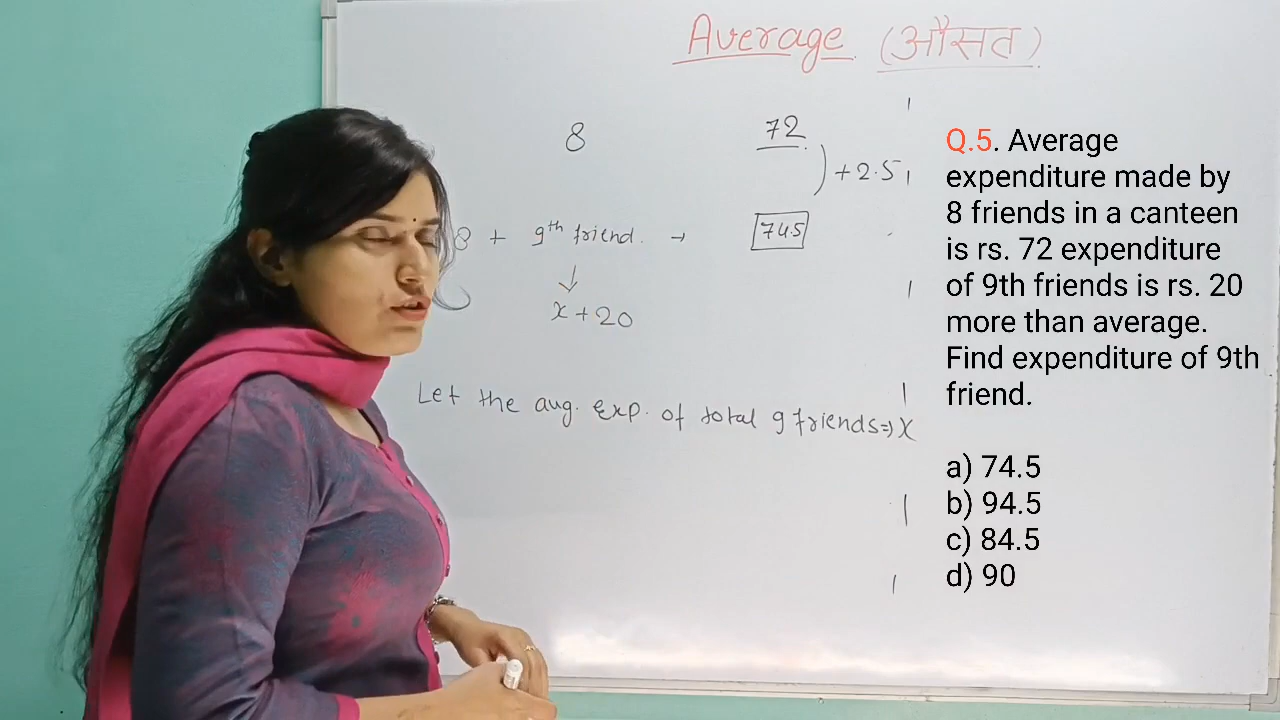 Average (औसत)
8 72
) + 2.5
8 + 9th friend. → 74.5
↓
x + 20
Let the avg. exp. of total 9 friends ⇒ x
Q.5. Average
expenditure made by
8 friends in a canteen
is rs. 72 expenditure
of 9th friends is rs. 20
more than average.
Find expenditure of 9th
friend.
a) 74.5
b) 94.5
c) 84.5
d) 90